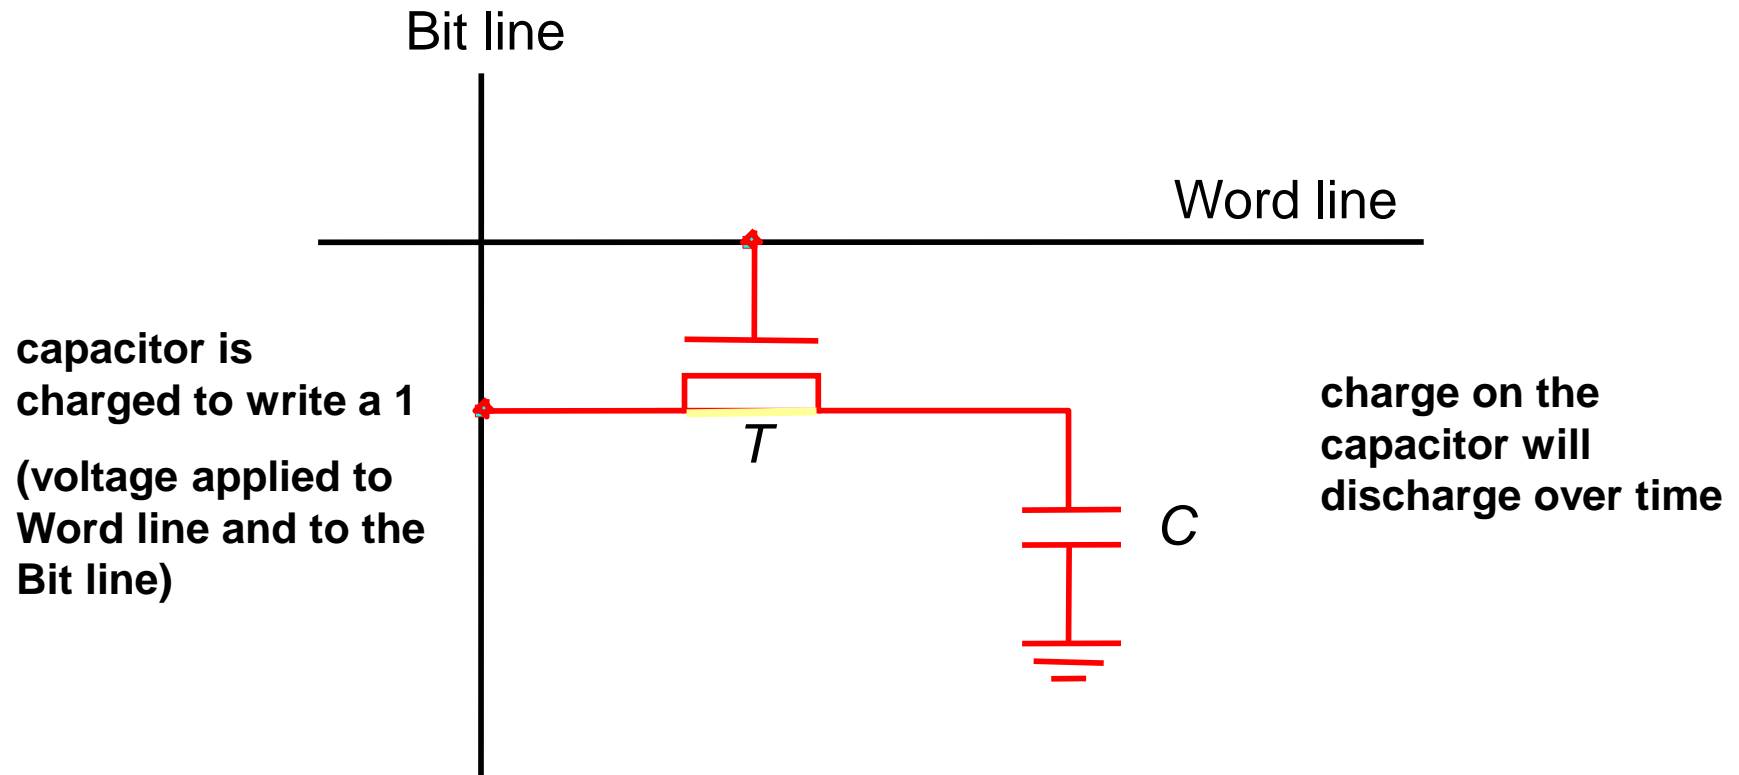 Bit line
Word line
capacitor is
charged to write a 1
(voltage applied to
Word line and to the
Bit line)
T
C
charge on the
capacitor will
discharge over time